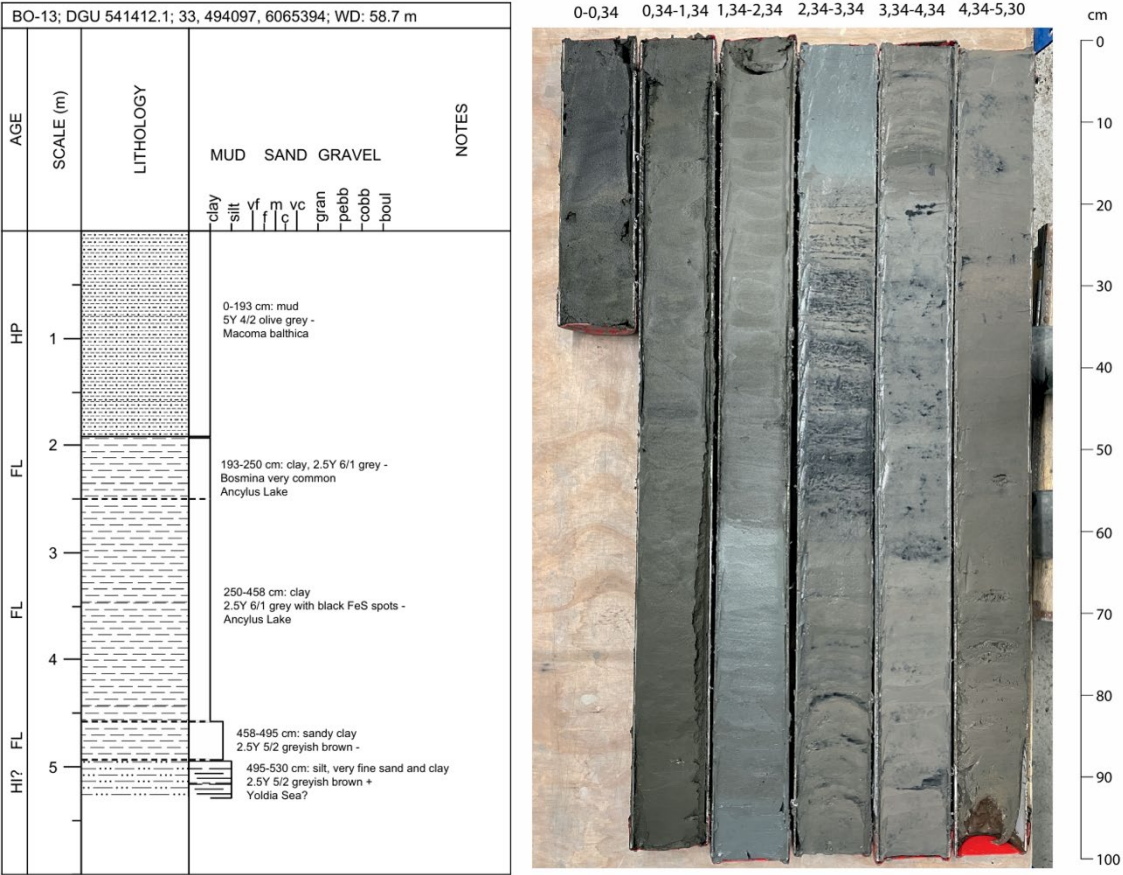 BO-13; DGU 541412.1; 33, 494097, 6065394; WD: 58.7 m
AGE
SCALE (m)
LITHOLOGY
MUD SAND GRAVEL
NOTES
clay
silt
vf
f
m
c
vc
gran
pebb
cobb
boul
HP
FL
FL
FL
HI?
1
2
3
4
5
0-193 cm: mud
5Y 4/2 olive grey -
Macoma balthica
193-250 cm: clay, 2.5Y 6/1 grey -
Bosmina very common
Ancylus Lake
250-458 cm: clay
2.5Y 6/1 grey with black FeS spots -
Ancylus Lake
458-495 cm: sandy clay
2.5Y 5/2 greyish brown -
495-530 cm: silt, very fine sand and clay
2.5Y 5/2 greyish brown +
Yoldia Sea?
0-0,34 0,34-1,34 1,34-2,34 2,34-3,34 3,34-4,34 4,34-5,30
cm
0
10
20
30
40
50
60
70
80
90
100